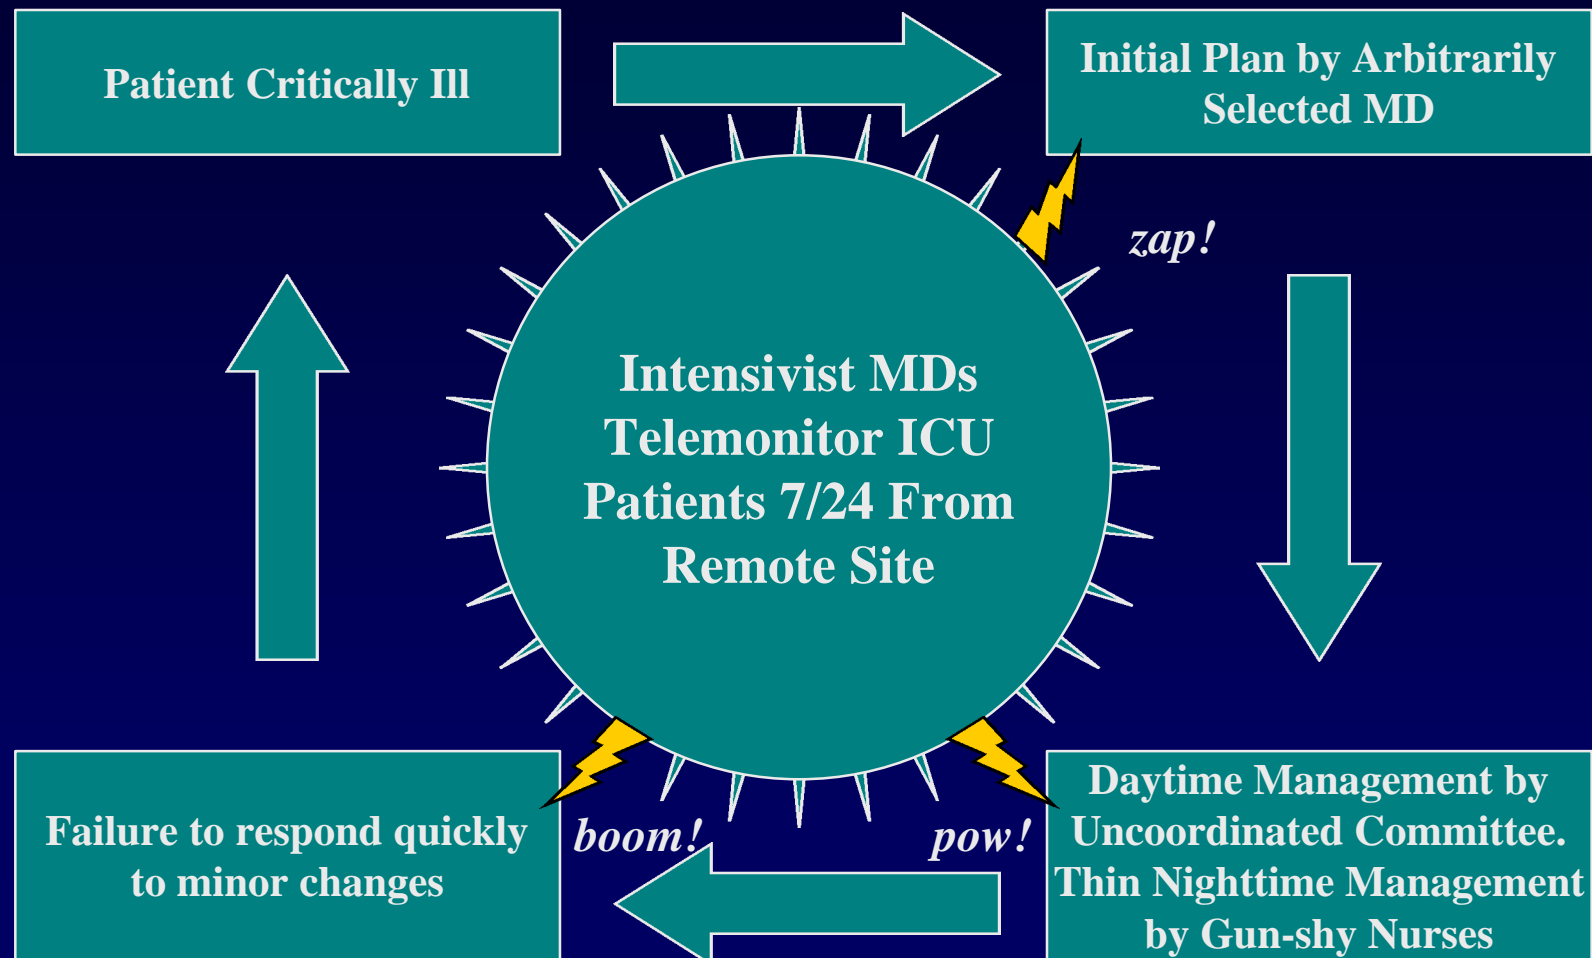 Patient Critically Ill
Initial Plan by Arbitrarily
Selected MD
zap!
Intensivist MDs
Telemonitor ICU
Patients 7/24 From
Remote Site
Failure to respond quickly
to minor changes
boom!
pow!
Daytime Management by
Uncoordinated Committee.
Thin Nighttime Management
by Gun-shy Nurses